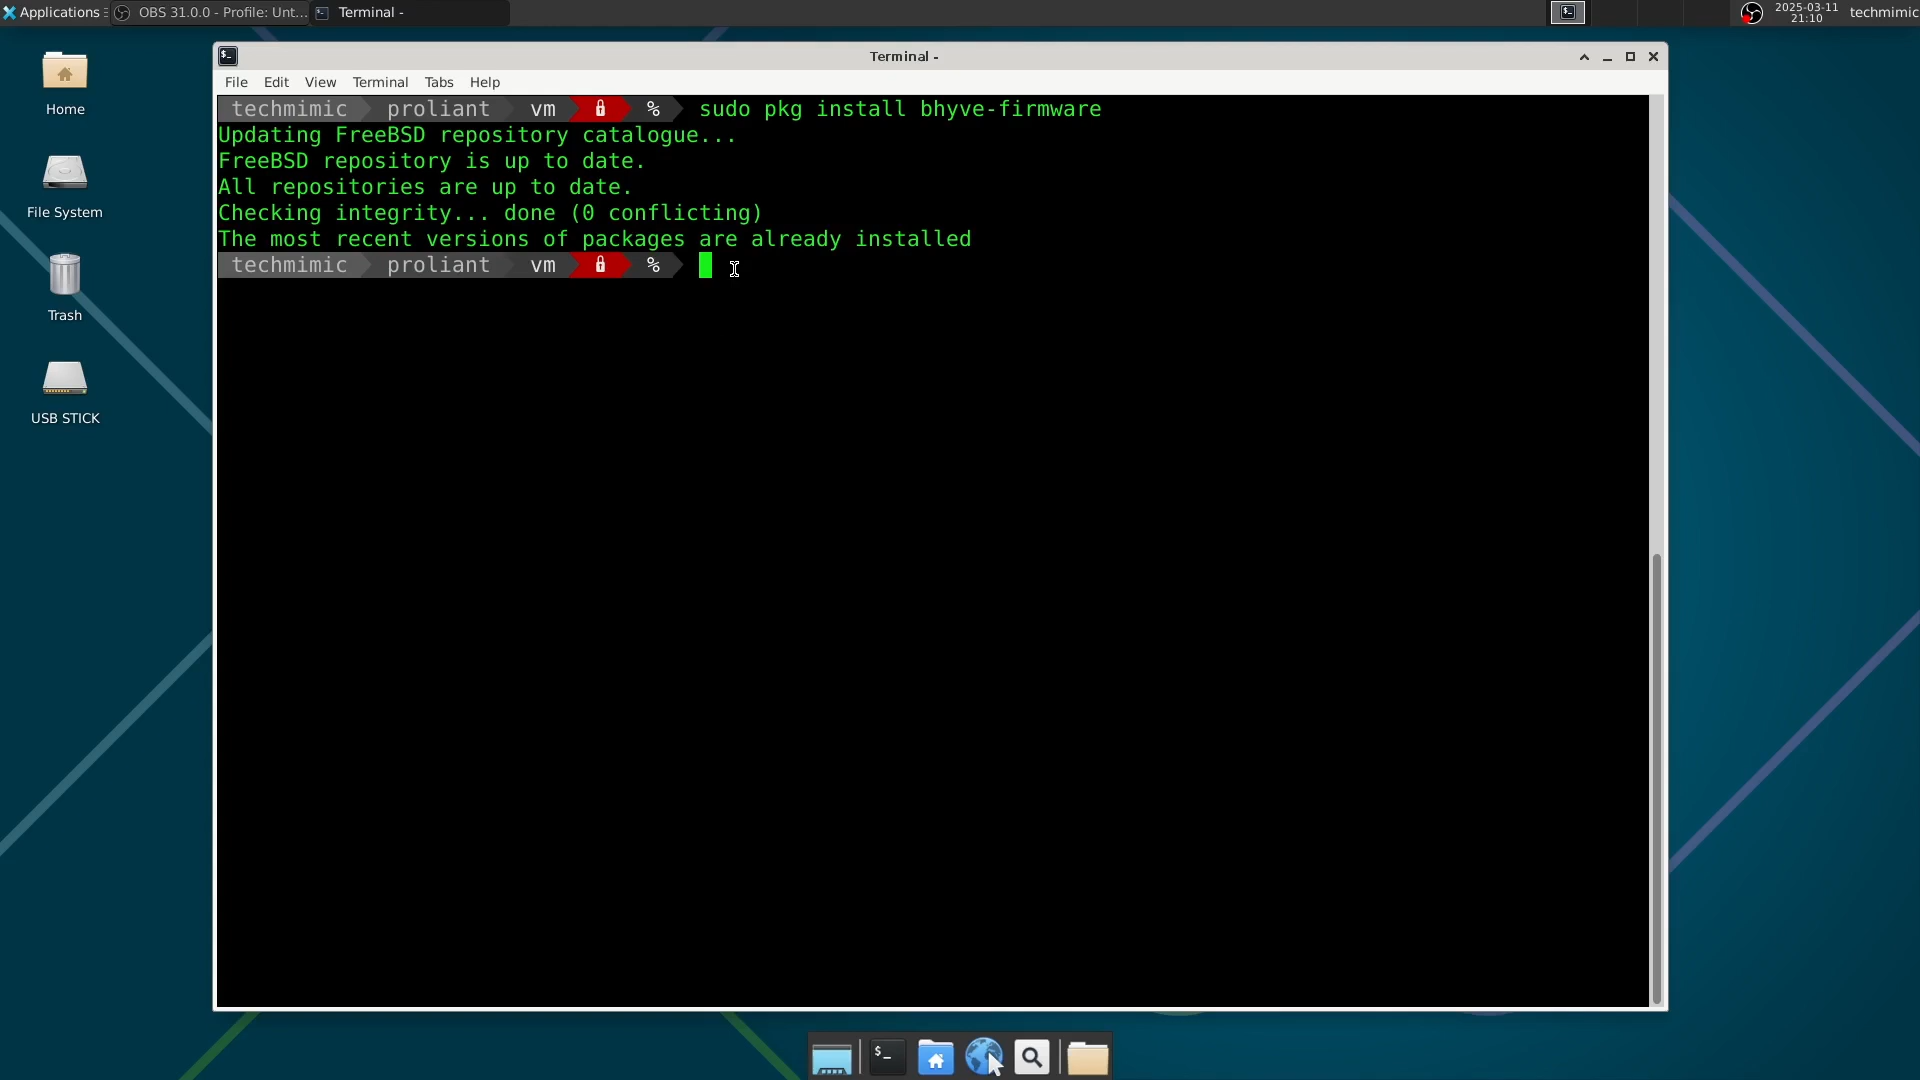 Applications
OBS 31.0.0 - Profile: Unt...
Terminal -
2025-03-11
21:10
techmimic
Home
File System
Trash
USB STICK
Terminal -
File Edit View Terminal Tabs Help
techmimic proliant vm % sudo pkg install bhyve-firmware
Updating FreeBSD repository catalogue...
FreeBSD repository is up to date.
All repositories are up to date.
Checking integrity... done (0 conflicting)
The most recent versions of packages are already installed
techmimic proliant vm %